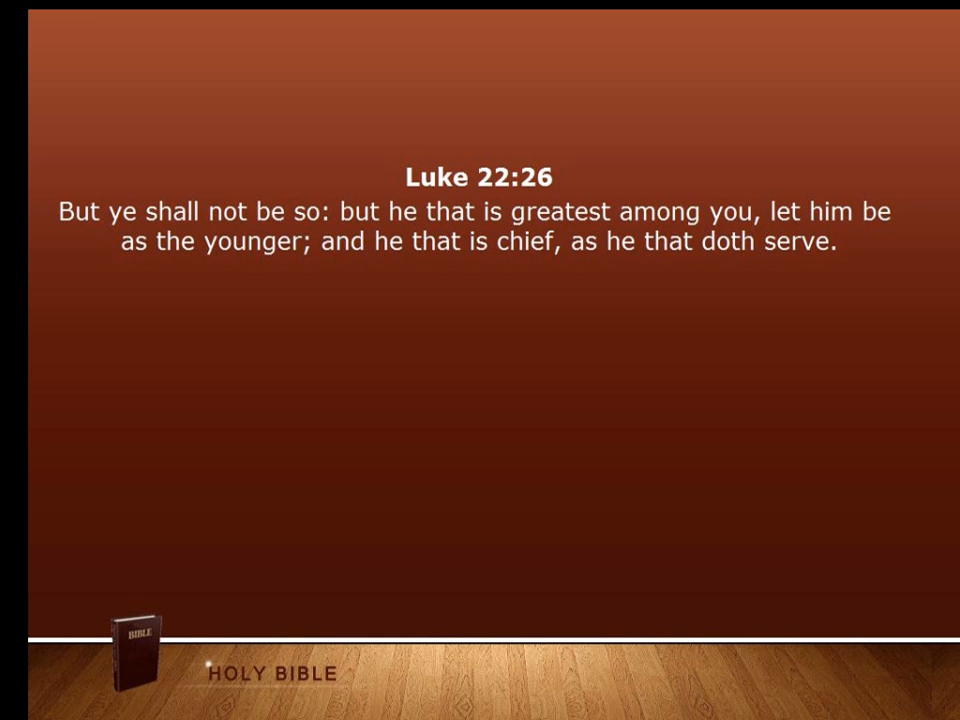 Luke 22:26
But ye shall not be so: but he that is greatest among you, let him be
as the younger; and he that is chief, as he that doth serve.
BIBLE
HOLY BIBLE